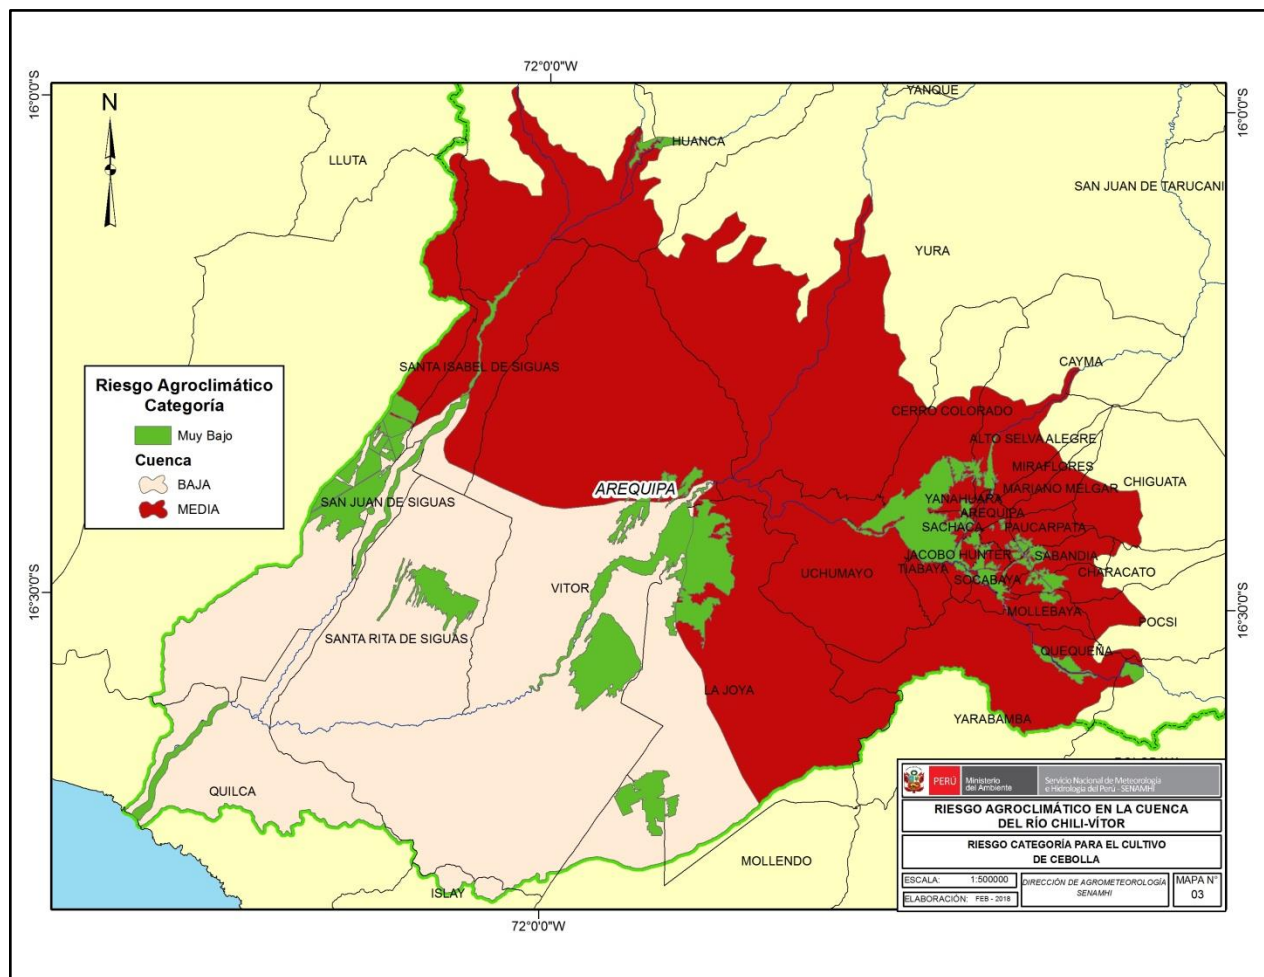 72°0'0"W
16°0'0"S
16°0'0"S
N
YANQUE
HUANCA
LLUTA
SAN JUAN DE TARUCANI
YURA
CAYMA
SANTA ISABEL DE SIGUAS
Riesgo Agroclimático
Categoría
Muy Bajo
Cuenca
BAJA
MEDIA
CERRO COLORADO
ALTO SELVA ALEGRE
MIRAFLORES
MARIANO MELGAR
CHIGUATA
AREQUIPA
SAN JUAN DE SIGUAS
YANAHUARA
AREQUIPA
SACHACA
PAUCARPATA
JACOBO HUNTER
SABANDIA
TIABAYA
UCHUMAYO
SOCABAYA
CHARACATO
VITOR
16°30'0"S
16°30'0"S
MOLLEBAYA
POCSI
SANTA RITA DE SIGUAS
QUEQUEÑA
LA JOYA
YARABAMBA
QUILCA
MOLLENDO
ISLAY
PERÚ
Ministerio
del Ambiente
Servicio Nacional de Meteorología
e Hidrología del Perú - SENAMHI
RIESGO AGROCLIMÁTICO EN LA CUENCA
DEL RÍO CHILI-VÍTOR
RIESGO CATEGORÍA PARA EL CULTIVO
DE CEBOLLA
ESCALA: 1:500000
ELABORACIÓN: FEB - 2018
DIRECCIÓN DE AGROMETEOROLOGÍA
SENAMHI
MAPA N°
03
72°0'0"W